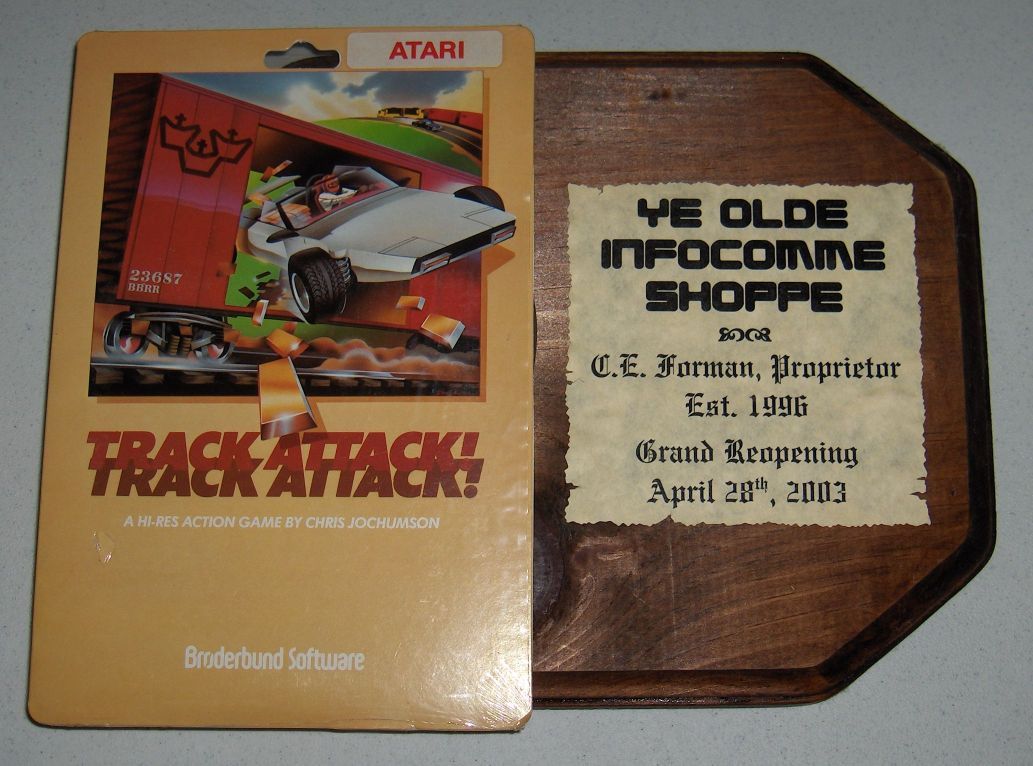 ATARI
23687
BHRR
TRACK ATTACK!
TRACK ATTACK!
A HI-RES ACTION GAME BY CHRIS JOCHUMSON
Brøderbund Software
YE OLDE
INFOCOMME
SHOPPE
C.E. Forman, Proprietor
Est. 1996
Grand Reopening
April 28th, 2003